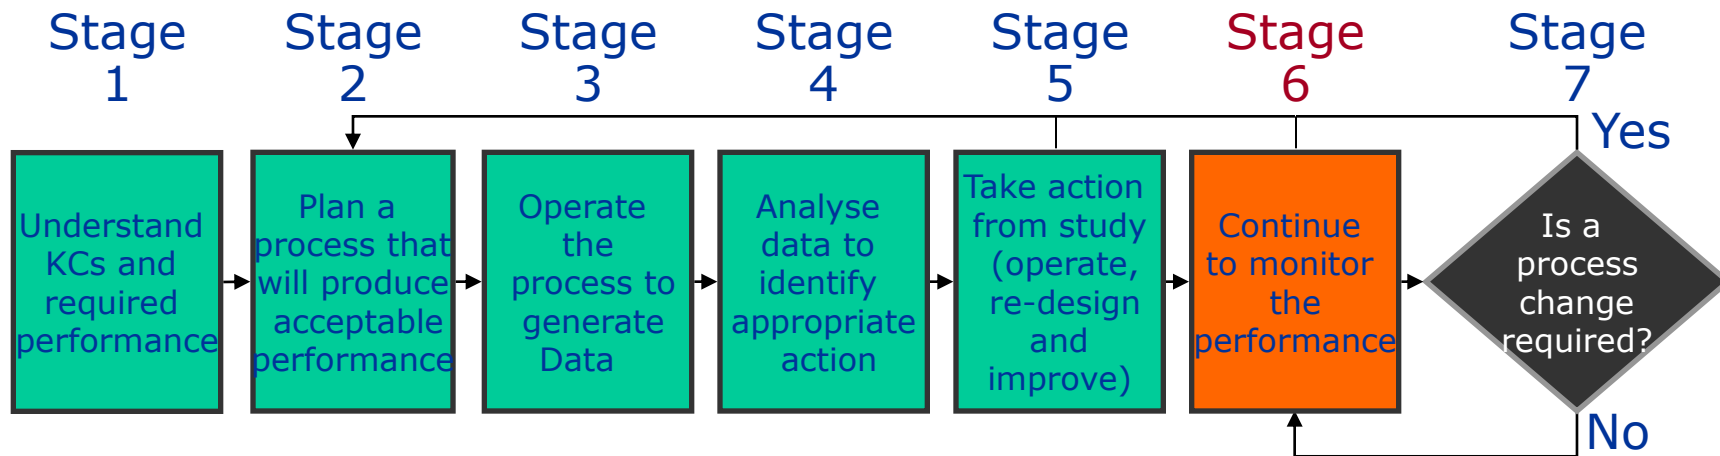 Stage
1
Stage
2
Stage
3
Stage
4
Stage
5
Stage
6
Stage
7
Yes
Understand
KCs and
required
performance
Plan a
process that
will produce
acceptable
performance
Operate
the
process to
generate
Data
Analyse
data to
identify
appropriate
action
Take action
from study
(operate,
re-design
and
improve)
Continue
to monitor
the
performance
Is a
process
change
required?
No